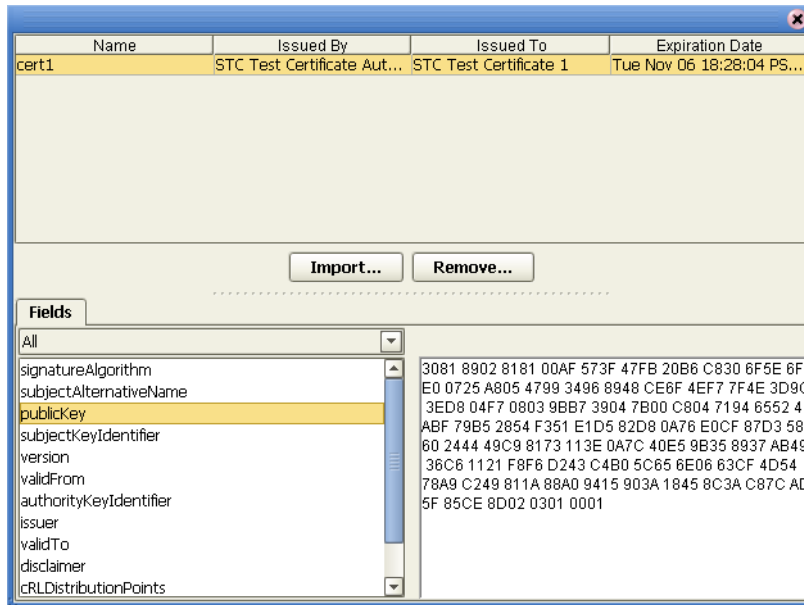 Name Issued By Issued To Expiration Date
cert1 STC Test Certificate Aut... STC Test Certificate 1 Tue Nov 06 18:28:04 PS...
Import... Remove...
Fields
All
signatureAlgorithm
subjectAlternativeName
publicKey
subjectKeyIdentifier
version
validFrom
authorityKeyIdentifier
issuer
validTo
disclaimer
cRLDistributionPoints
3081 8902 8181 00AF 573F 47FB 20B6 C830 6F5E 6F
E0 0725 A805 4799 3496 8948 CE6F 4EF7 7F4E 3D9C
3ED8 04F7 0803 9BB7 3904 7B00 C804 7194 6552 4
ABF 79B5 2854 F351 E1D5 82D8 0A76 E0CF 87D3 58
60 2444 49C9 8173 113E 0A7C 40E5 9B35 8937 AB49
36C6 1121 F8F6 D243 C4B0 5C65 6E06 63CF 4D54
78A9 C249 811A 88A0 9415 903A 1845 8C3A C87C AD
5F 85CE 8D02 0301 0001